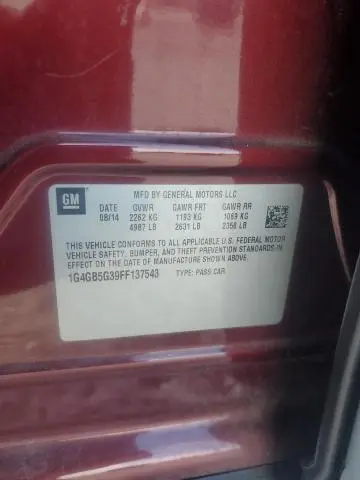 GM
MFD BY GENERAL MOTORS LLC
DATE GVWR GAWR FRT GAWR RR
08/14 2262 KG 1193 KG 1069 KG
4987 LB 2631 LB 2356 LB
THIS VEHICLE CONFORMS TO ALL APPLICABLE U.S. FEDERAL MOTOR
VEHICLE SAFETY, BUMPER, AND THEFT PREVENTION STANDARDS
IN EFFECT ON THE DATE OF MANUFACTURE SHOWN ABOVE.
1G4GB5G39FF137543 TYPE: PASS CAR